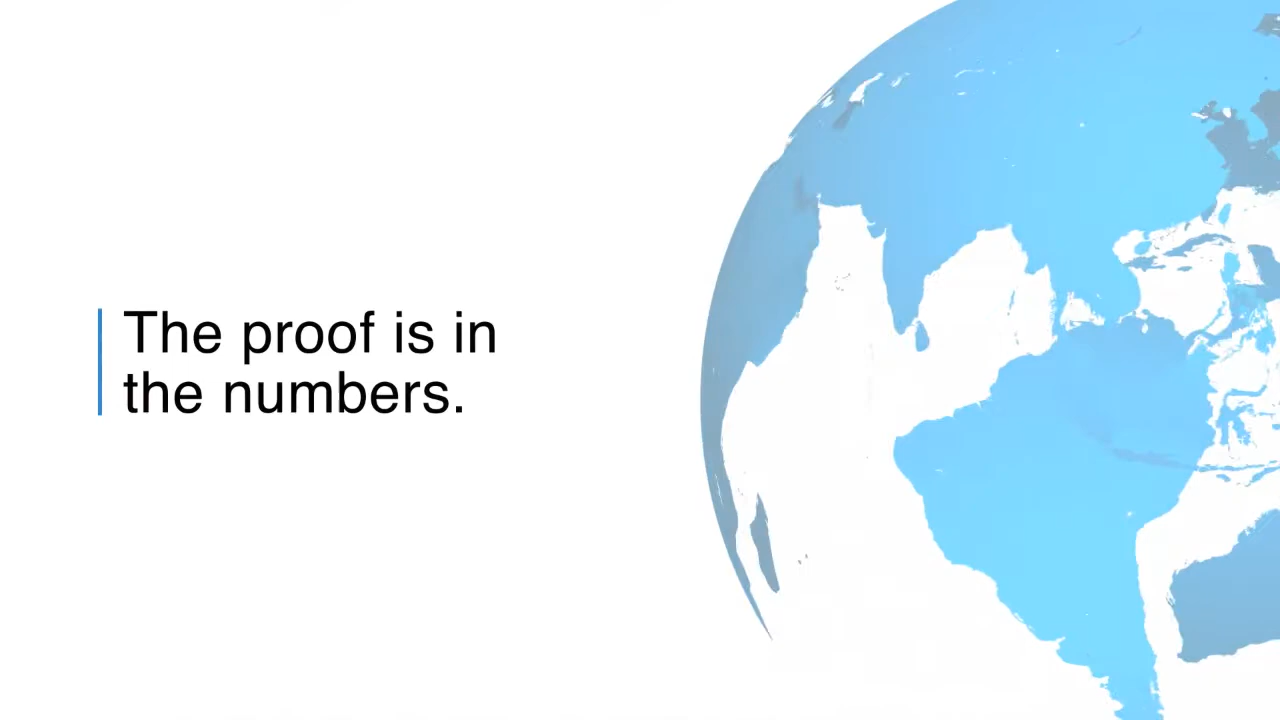 The proof is in
the numbers.